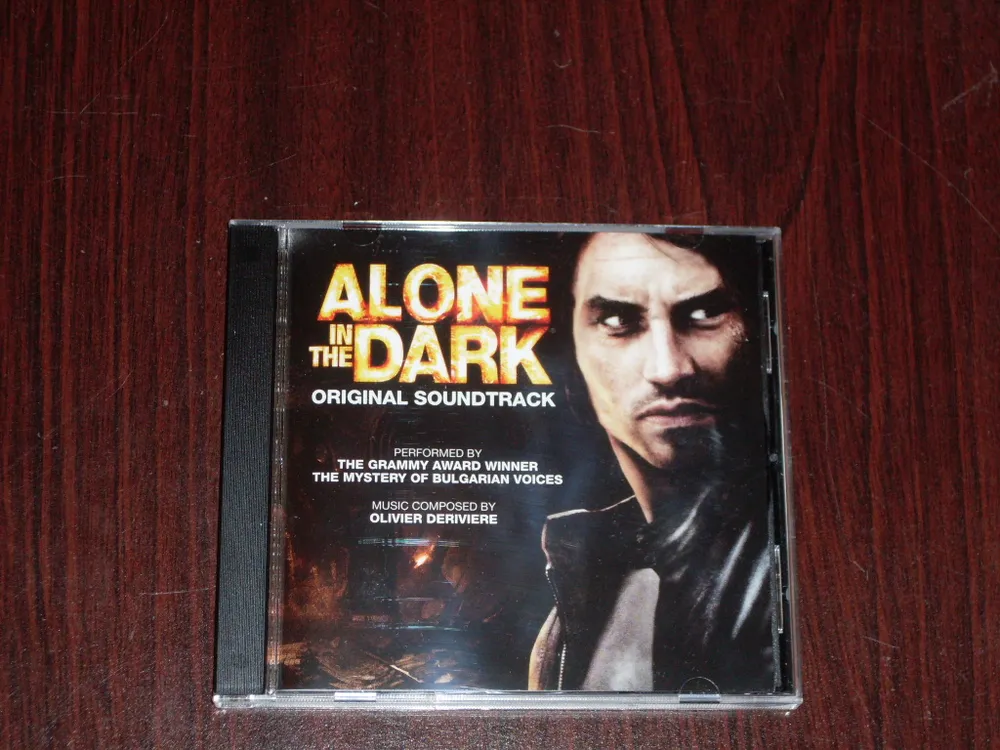 ALONE
IN THE DARK
ORIGINAL SOUNDTRACK
PERFORMED BY
THE GRAMMY AWARD WINNER
THE MYSTERY OF BULGARIAN VOICES
MUSIC COMPOSED BY
OLIVIER DERIVIERE